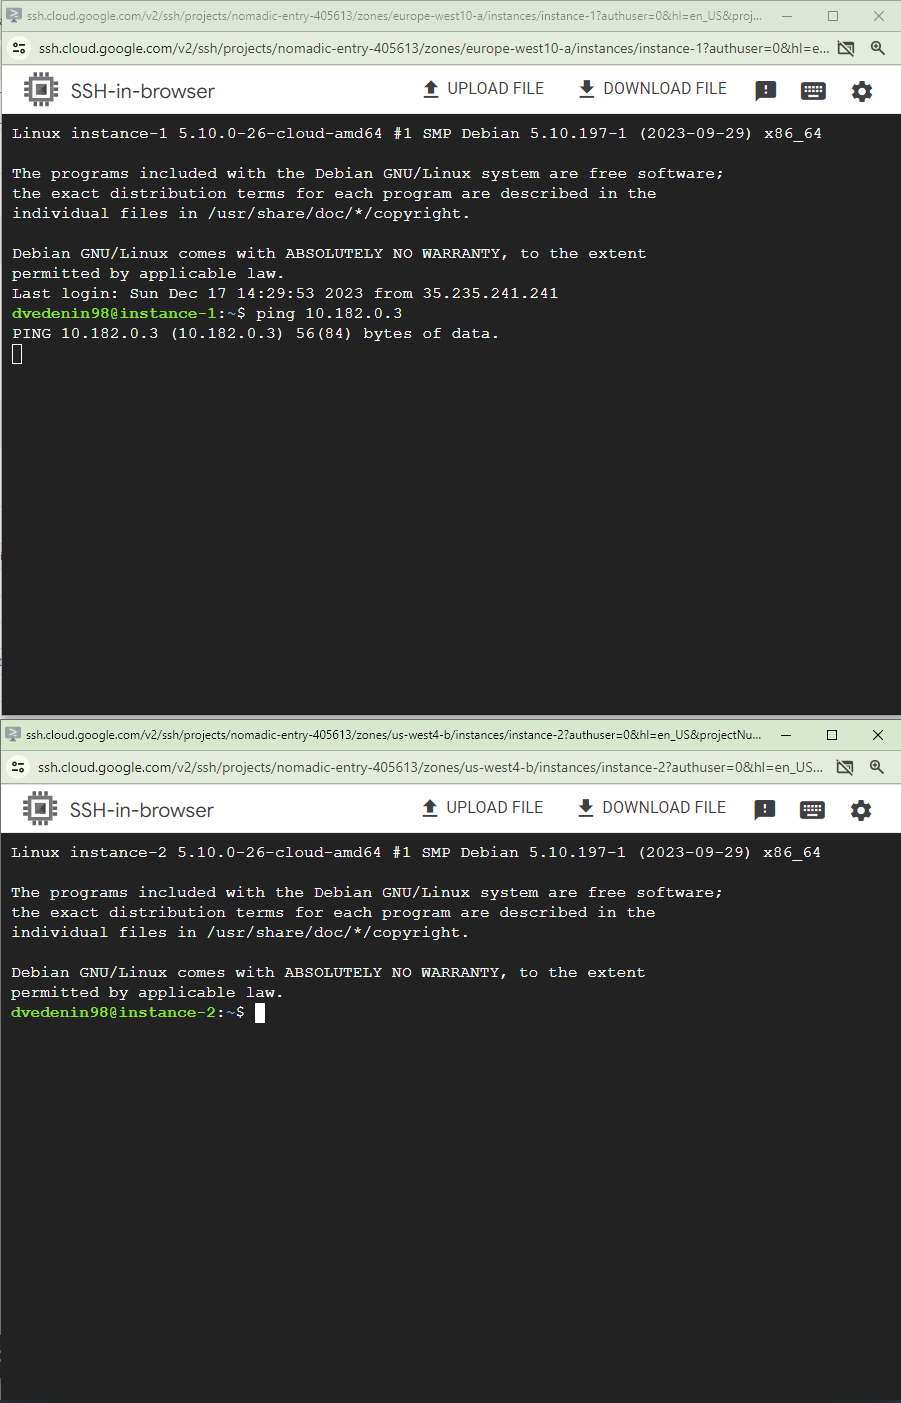 ssh.cloud.google.com/v2/ssh/projects/nomadic-entry-405613/zones/europe-west10-a/instances/instance-1?authuser=0&hl=en_US&proj...
ssh.cloud.google.com/v2/ssh/projects/nomadic-entry-405613/zones/europe-west10-a/instances/instance-1?authuser=0&hl=e...
SSH-in-browser UPLOAD FILE DOWNLOAD FILE
Linux instance-1 5.10.0-26-cloud-amd64 #1 SMP Debian 5.10.197-1 (2023-09-29) x86_64
The programs included with the Debian GNU/Linux system are free software;
the exact distribution terms for each program are described in the
individual files in /usr/share/doc/*/copyright.
Debian GNU/Linux comes with ABSOLUTELY NO WARRANTY, to the extent
permitted by applicable law.
Last login: Sun Dec 17 14:29:53 2023 from 35.235.241.241
dvedenin98@instance-1:~$ ping 10.182.0.3
PING 10.182.0.3 (10.182.0.3) 56(84) bytes of data.
ssh.cloud.google.com/v2/ssh/projects/nomadic-entry-405613/zones/us-west4-b/instances/instance-2?authuser=0&hl=en_US&projectNu...
ssh.cloud.google.com/v2/ssh/projects/nomadic-entry-405613/zones/us-west4-b/instances/instance-2?authuser=0&hl=en_US...
SSH-in-browser UPLOAD FILE DOWNLOAD FILE
Linux instance-2 5.10.0-26-cloud-amd64 #1 SMP Debian 5.10.197-1 (2023-09-29) x86_64
The programs included with the Debian GNU/Linux system are free software;
the exact distribution terms for each program are described in the
individual files in /usr/share/doc/*/copyright.
Debian GNU/Linux comes with ABSOLUTELY NO WARRANTY, to the extent
permitted by applicable law.
dvedenin98@instance-2:~$